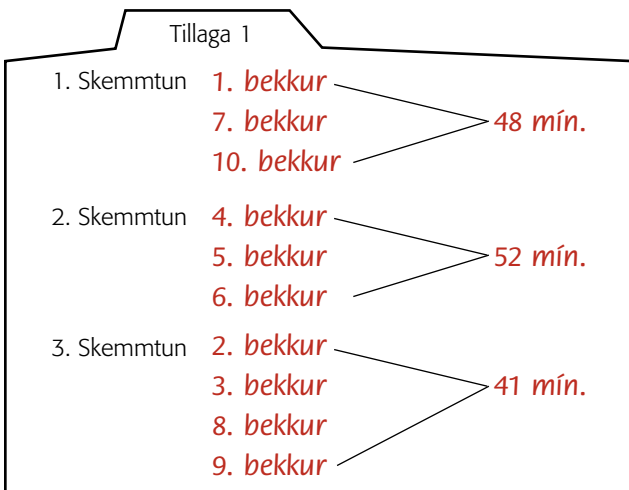 Tillaga 1
1. Skemmtun 1. bekkur
7. bekkur 48 mín.
10. bekkur
2. Skemmtun 4. bekkur
5. bekkur 52 mín.
6. bekkur
3. Skemmtun 2. bekkur
3. bekkur 41 mín.
8. bekkur
9. bekkur